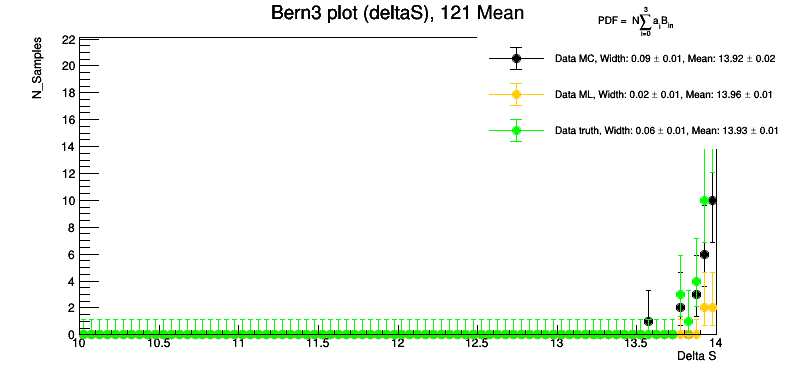 Bern3 plot (deltaS), 121 Mean
PDF = N∑aᵢBᵢₙ
3
i=0
Data MC, Width: 0.09 ± 0.01, Mean: 13.92 ± 0.02
Data ML, Width: 0.02 ± 0.01, Mean: 13.96 ± 0.01
Data truth, Width: 0.06 ± 0.01, Mean: 13.93 ± 0.01
N_Samples
22
20
18
16
14
12
10
8
6
4
2
0
10 10.5 11 11.5 12 12.5 13 13.5 14
Delta S